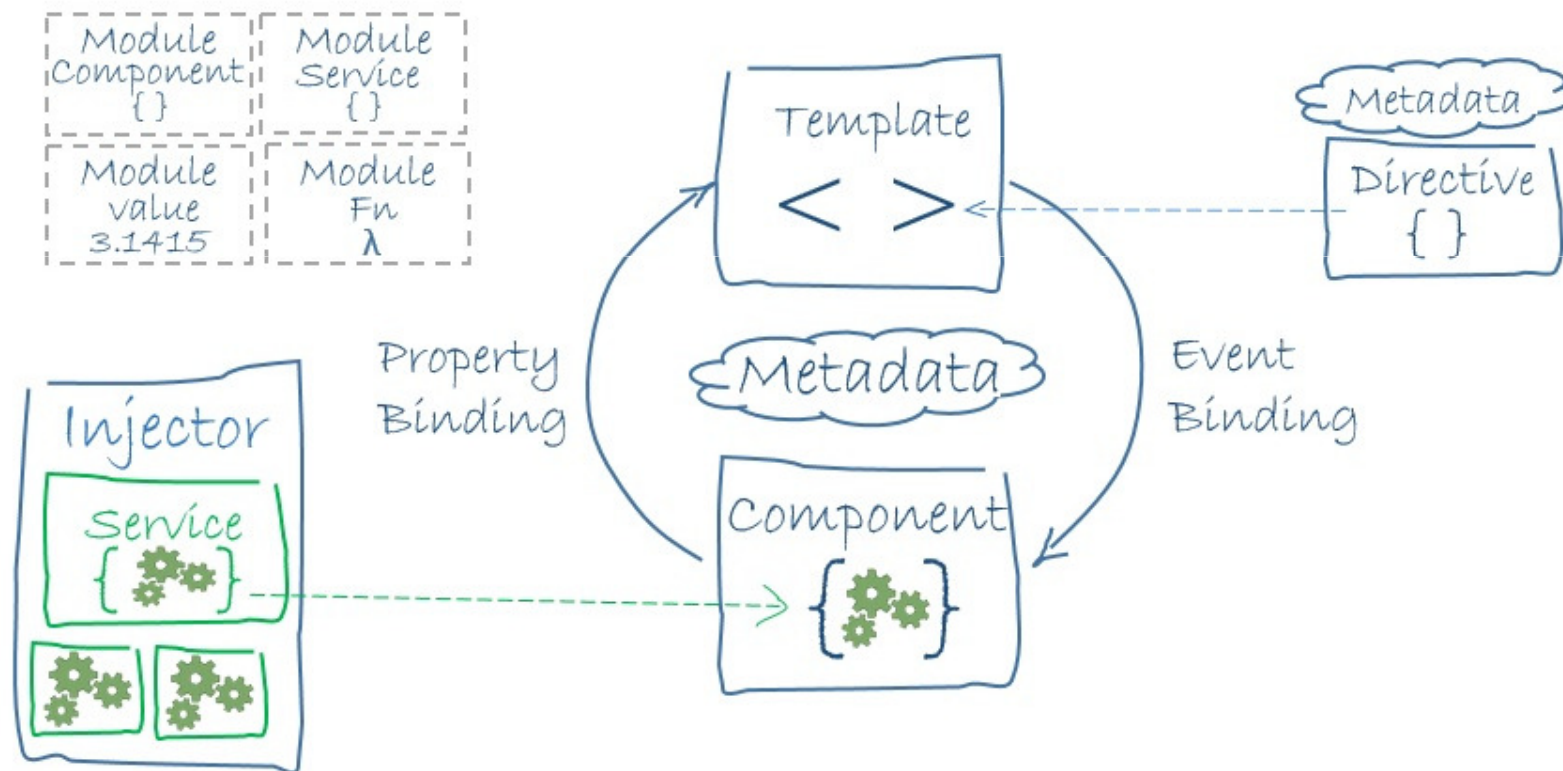 Module
Component
{ }
Module
Service
{ }
Module
value
3.1415
Module
Fn
λ
Template
< >
Metadata
Directive
{ }
Property
Binding
Metadata
Event
Binding
Injector
Service
{ }
Component
{ }